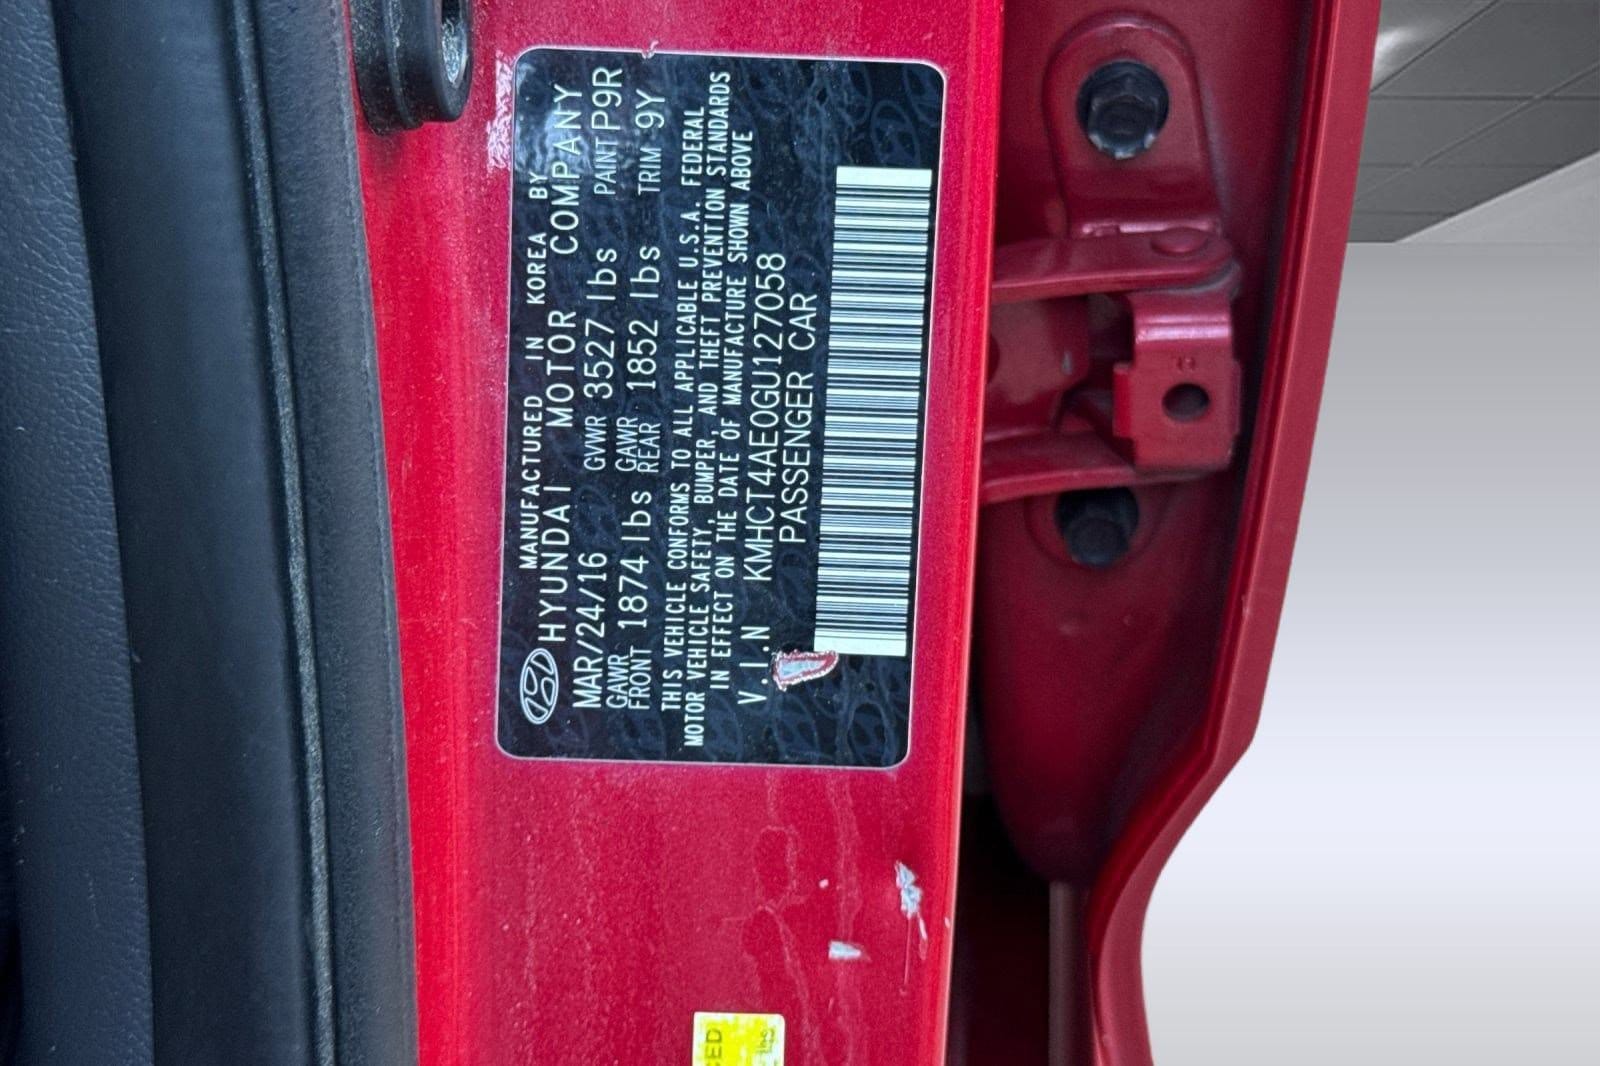 MANUFACTURED IN KOREA BY
HYUNDAI MOTOR COMPANY
MAR/24/16 GVWR 3527 lbs PAINT P9R
GAWR FRONT 1874 lbs GAWR REAR 1852 lbs TRIM 9Y
THIS VEHICLE CONFORMS TO ALL APPLICABLE U.S.A. FEDERAL
MOTOR VEHICLE SAFETY, BUMPER, AND THEFT PREVENTION STANDARDS
IN EFFECT ON THE DATE OF MANUFACTURE SHOWN ABOVE
V.I.N KMHCT4AE0GU127058
PASSENGER CAR